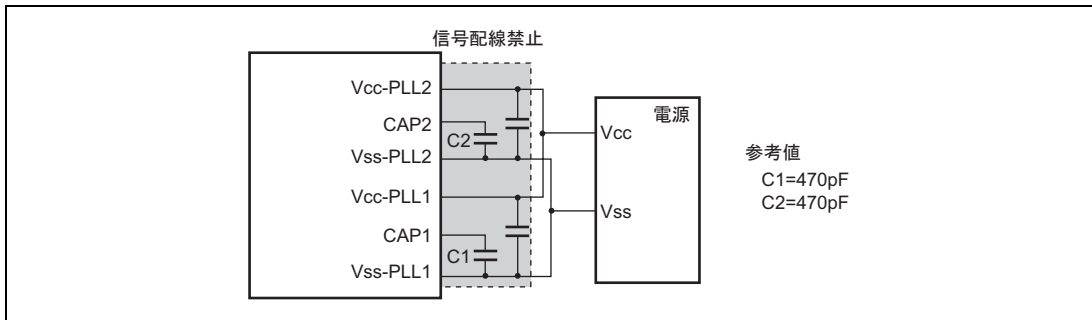 信号配線禁止
Vcc-PLL2
CAP2
C2
Vss-PLL2
Vcc-PLL1
CAP1
C1
Vss-PLL1
電源
Vcc
Vss
参考値
C1=470pF
C2=470pF